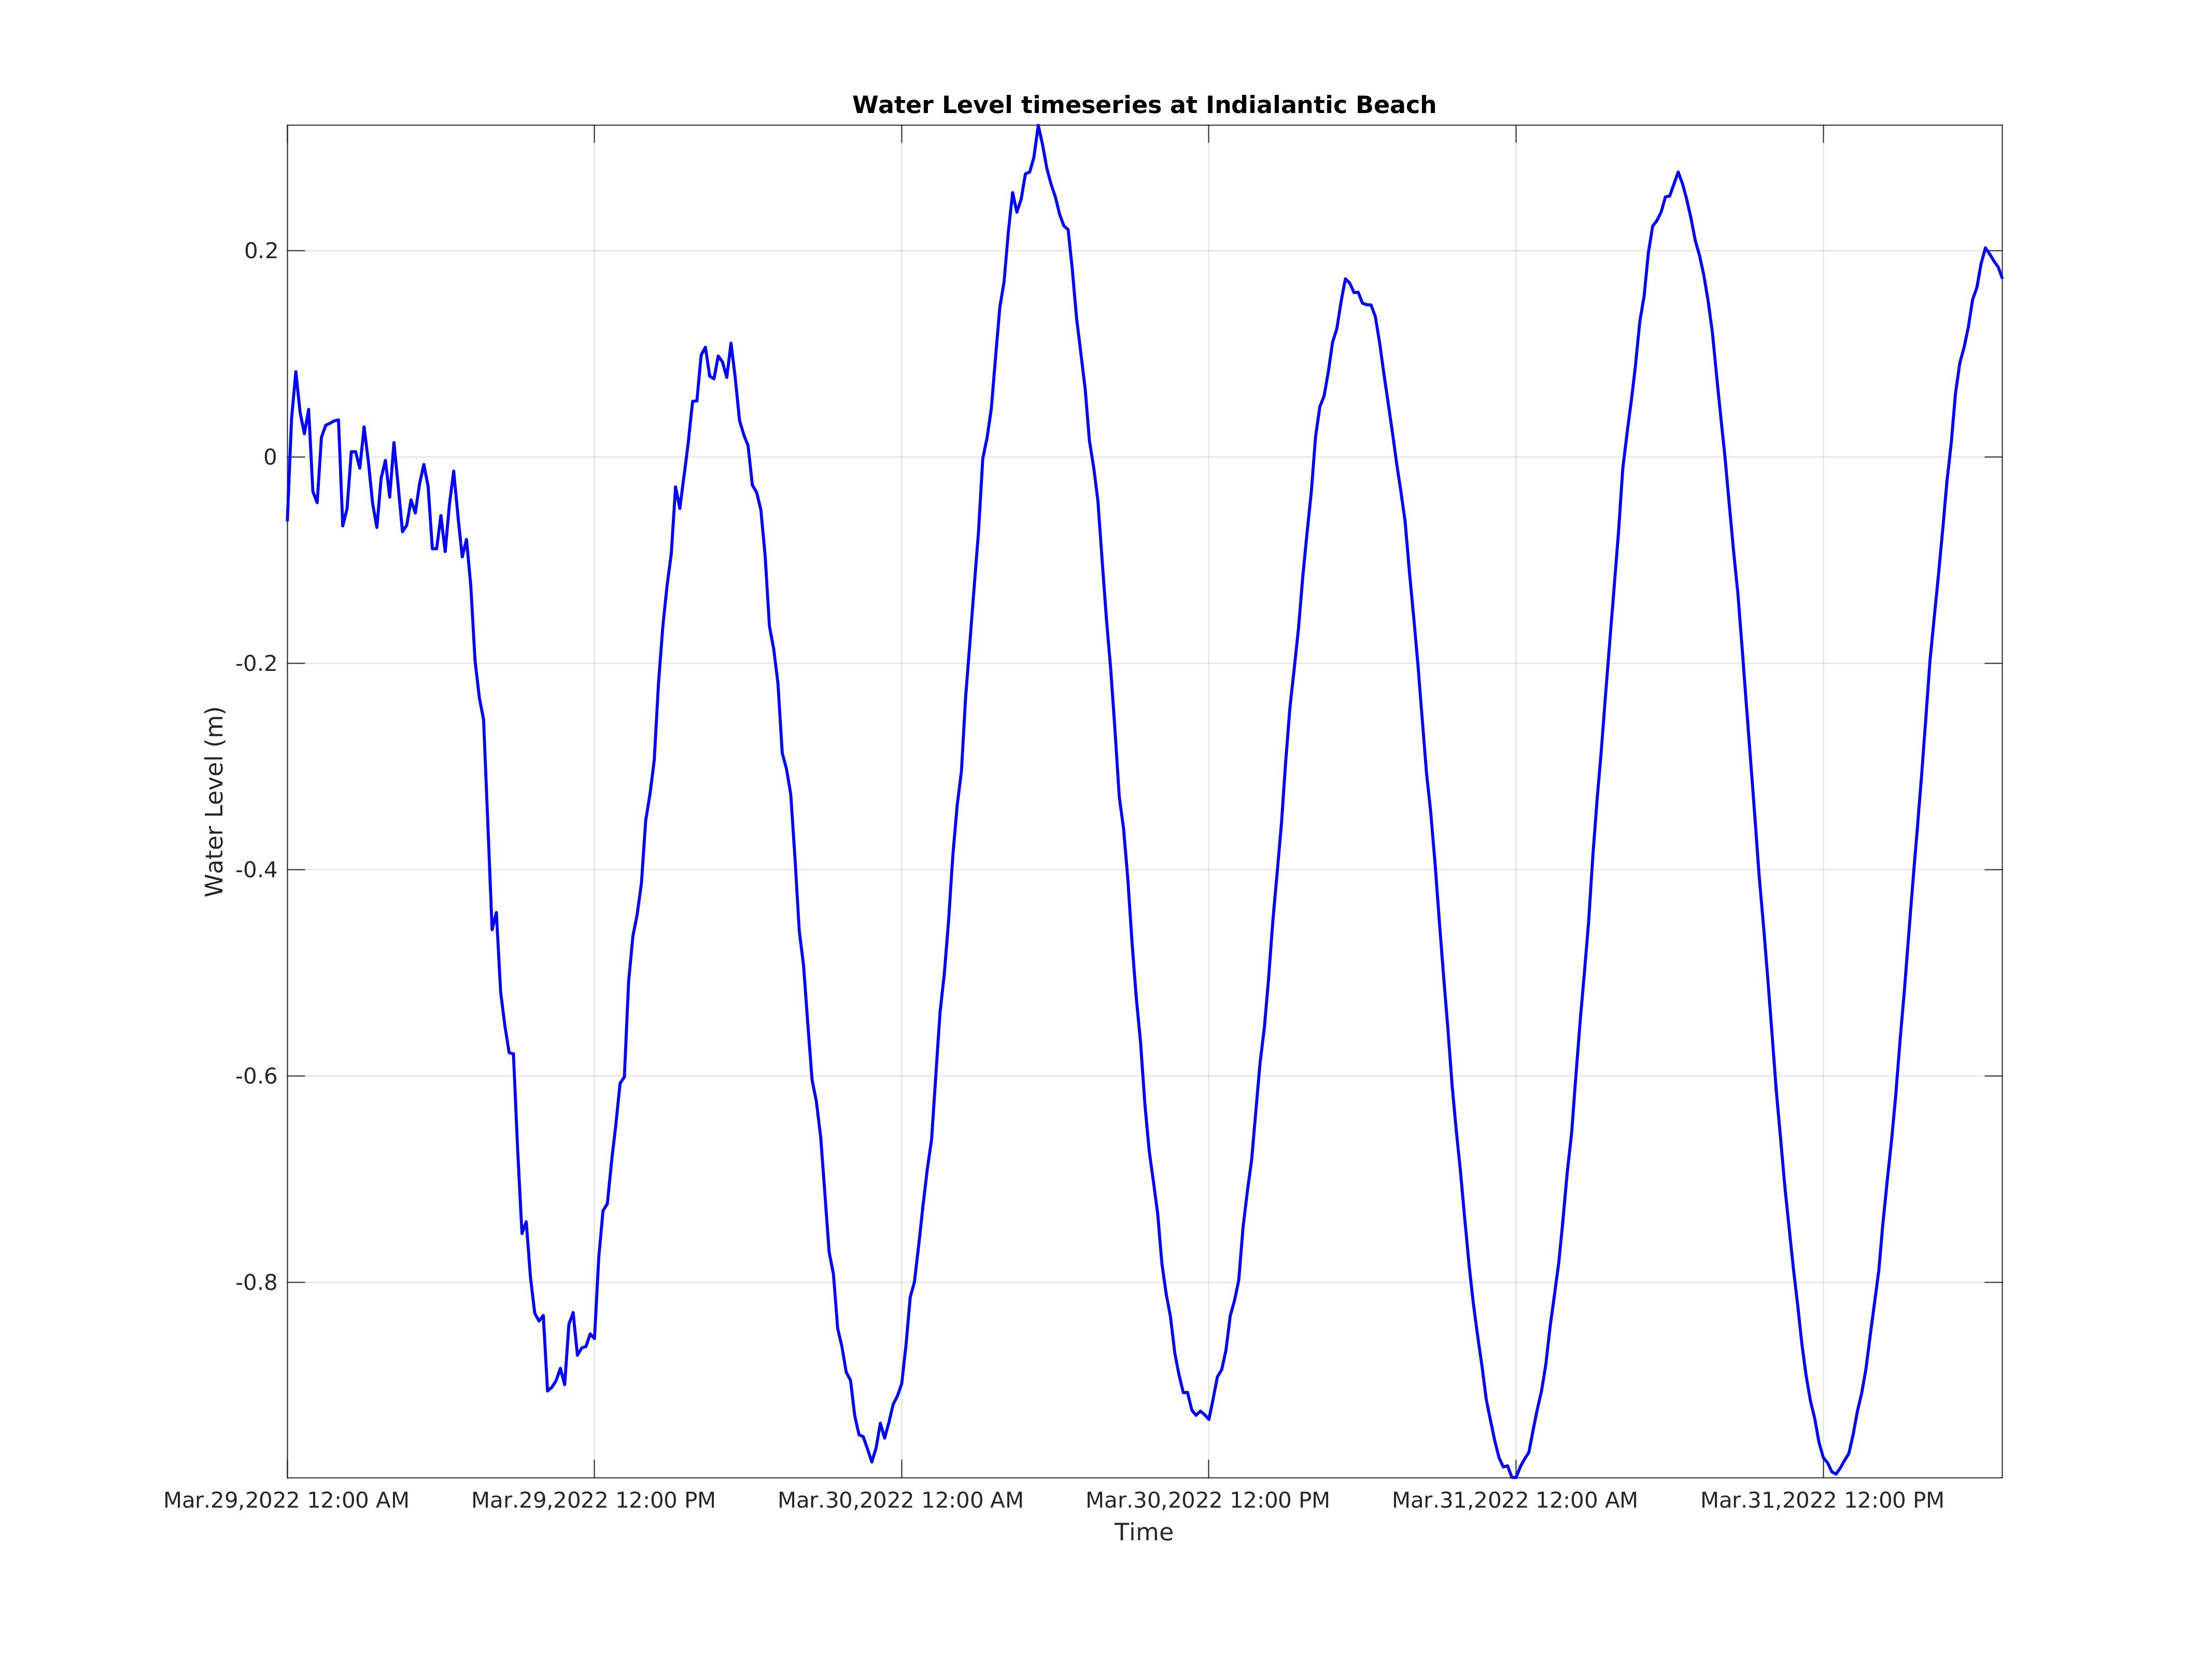 Water Level timeseries at Indialantic Beach
0.2
0
-0.2
-0.4
-0.6
-0.8
Water Level (m)
Mar.29,2022 12:00 AM
Mar.29,2022 12:00 PM
Mar.30,2022 12:00 AM
Mar.30,2022 12:00 PM
Mar.31,2022 12:00 AM
Mar.31,2022 12:00 PM
Time